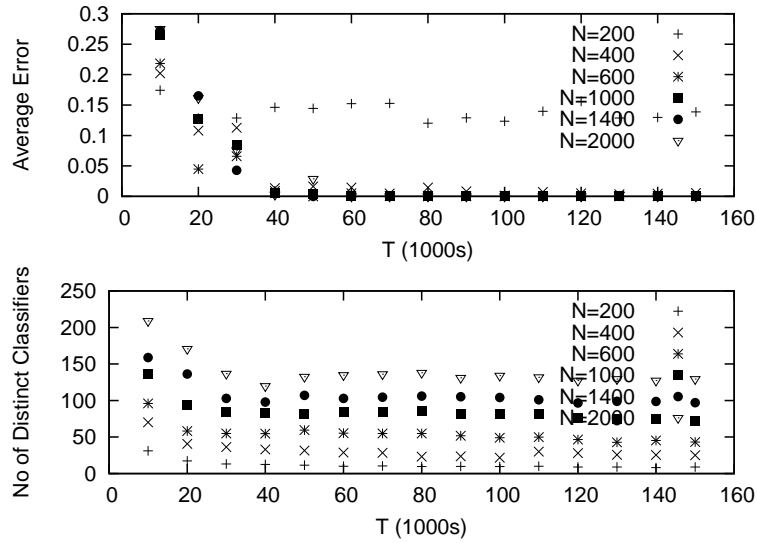 0.3
0.25
0.2
0.15
0.1
0.05
0
Average Error
N=200
N=400
N=600
N=1000
N=1400
N=2000
0 20 40 60 80 100 120 140 160
T (1000s)
250
200
150
100
50
0
No of Distinct Classifiers
N=200
N=400
N=600
N=1000
N=1400
N=2000
0 20 40 60 80 100 120 140 160
T (1000s)